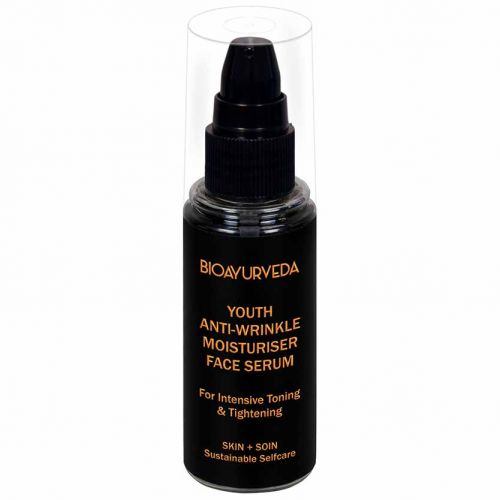 BIOAYURVEDA
YOUTH
ANTI-WRINKLE
MOISTURISER
FACE SERUM
For Intensive Toning
& Tightening
SKIN + SOIN
Sustainable Selfcare